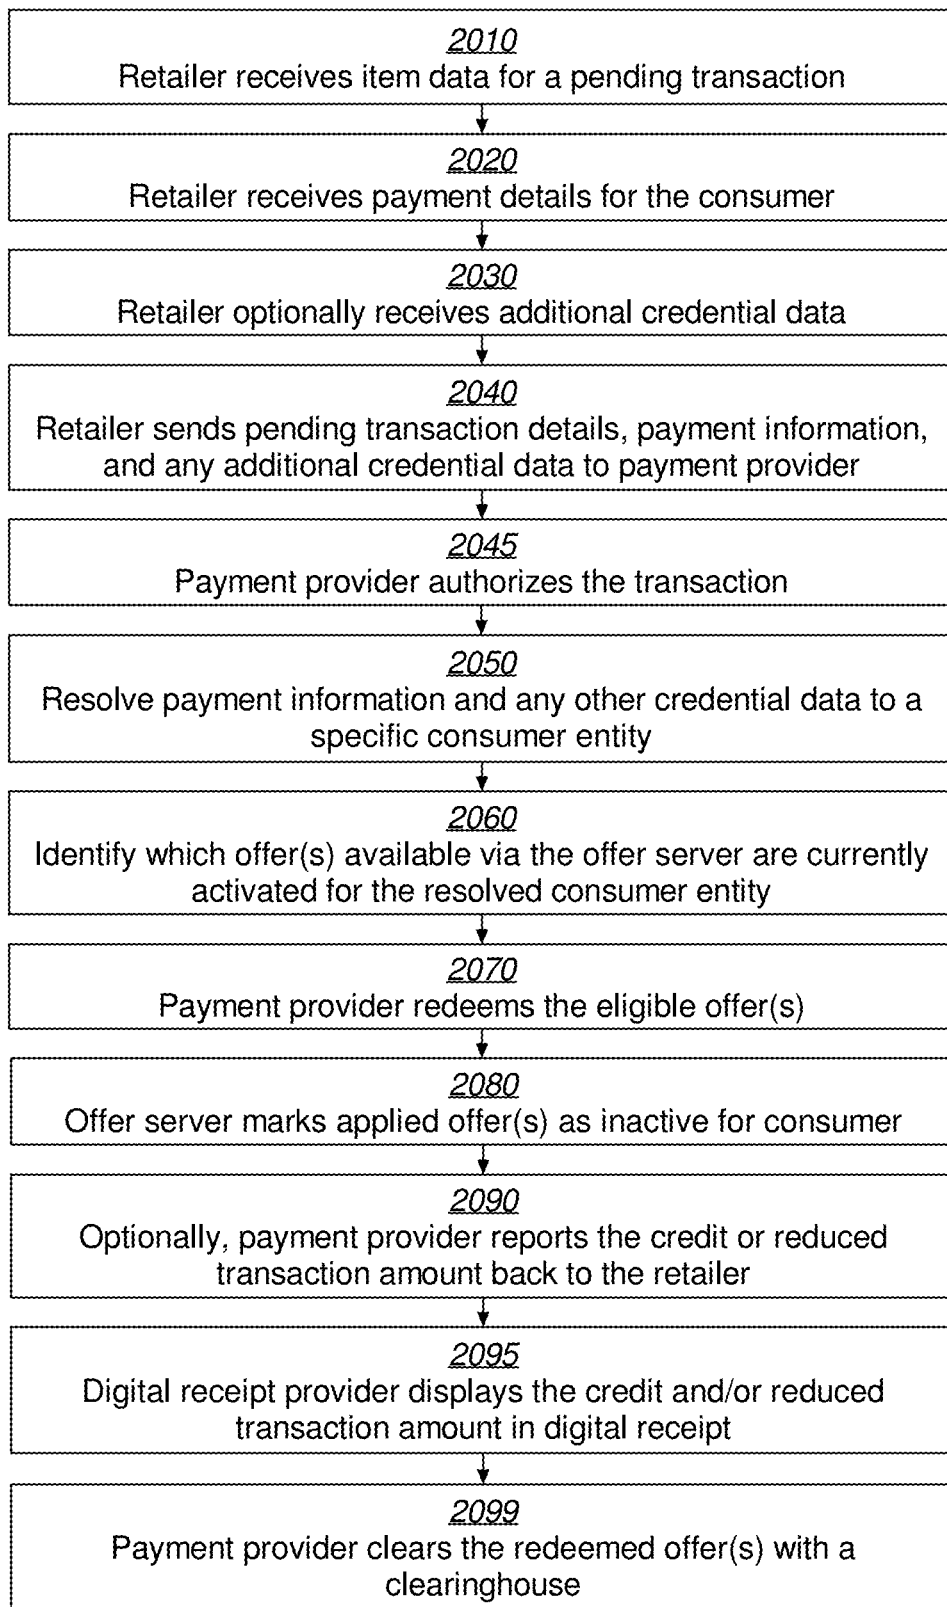 2010
Retailer receives item data for a pending transaction
2020
Retailer receives payment details for the consumer
2030
Retailer optionally receives additional credential data
2040
Retailer sends pending transaction details, payment information,
and any additional credential data to payment provider
2045
Payment provider authorizes the transaction
2050
Resolve payment information and any other credential data to a
specific consumer entity
2060
Identify which offer(s) available via the offer server are currently
activated for the resolved consumer entity
2070
Payment provider redeems the eligible offer(s)
2080
Offer server marks applied offer(s) as inactive for consumer
2090
Optionally, payment provider reports the credit or reduced
transaction amount back to the retailer
2095
Digital receipt provider displays the credit and/or reduced
transaction amount in digital receipt
2099
Payment provider clears the redeemed offer(s) with a
clearinghouse